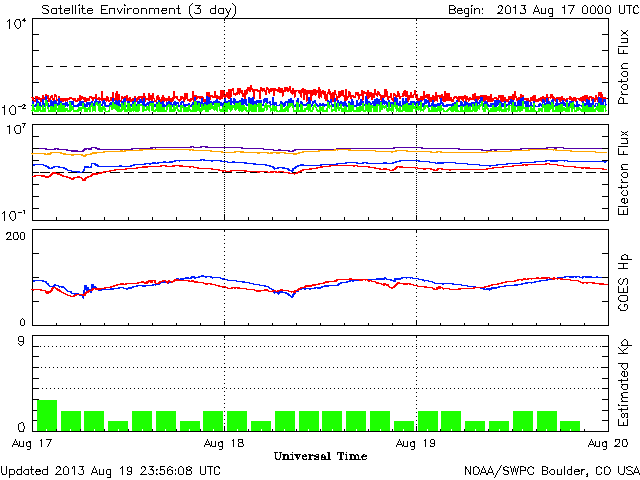 Satellite Environment (3 day) Begin: 2013 Aug 17 0000 UTC
10^4
10^-2
Proton Flux
10^7
10^-1
Electron Flux
200
0
GOES Hp
9
0
Estimated Kp
Aug 17 Aug 18 Aug 19 Aug 20
Universal Time
Updated 2013 Aug 19 23:56:08 UTC NOAA/SWPC Boulder, CO USA